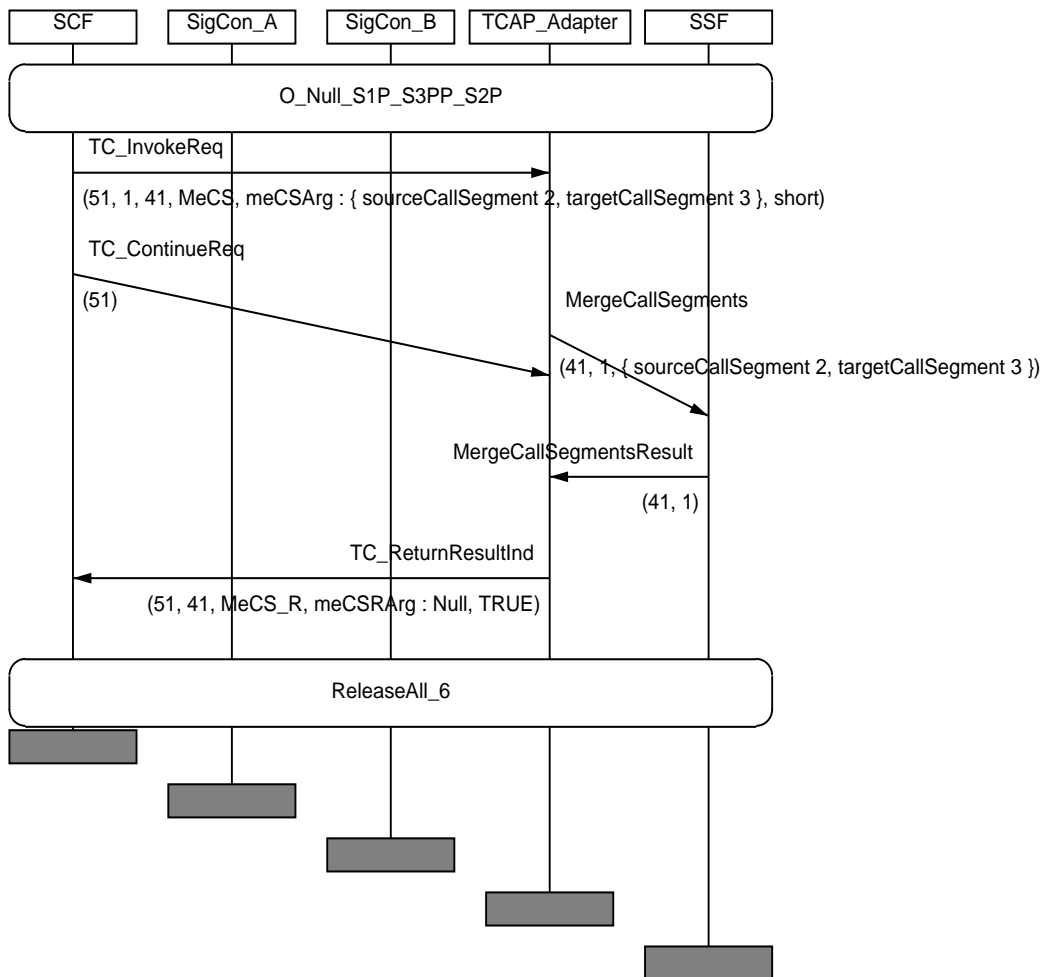 SCF SigCon_A SigCon_B TCAP_Adapter SSF
O_Null_S1P_S3PP_S2P
TC_InvokeReq
(51, 1, 41, MeCS, meCSArg : { sourceCallSegment 2, targetCallSegment 3 }, short)
TC_ContinueReq
(51)
MergeCallSegments
(41, 1, { sourceCallSegment 2, targetCallSegment 3 })
MergeCallSegmentsResult
(41, 1)
TC_ReturnResultInd
(51, 41, MeCS_R, meCSRArg : Null, TRUE)
ReleaseAll_6